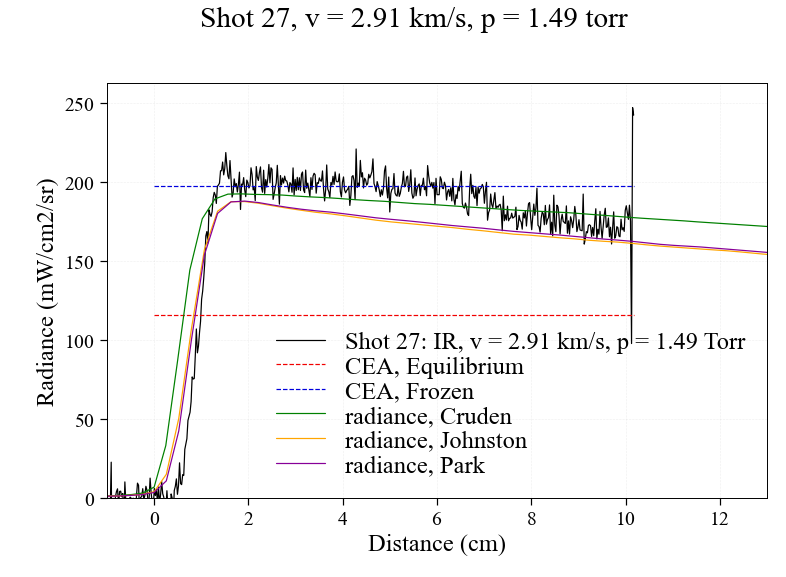 Shot 27, v = 2.91 km/s, p = 1.49 torr
250
200
150
100
50
0
Radiance (mW/cm2/sr)
Shot 27: IR, v = 2.91 km/s, p = 1.49 Torr
CEA, Equilibrium
CEA, Frozen
radiance, Cruden
radiance, Johnston
radiance, Park
0 2 4 6 8 10 12
Distance (cm)